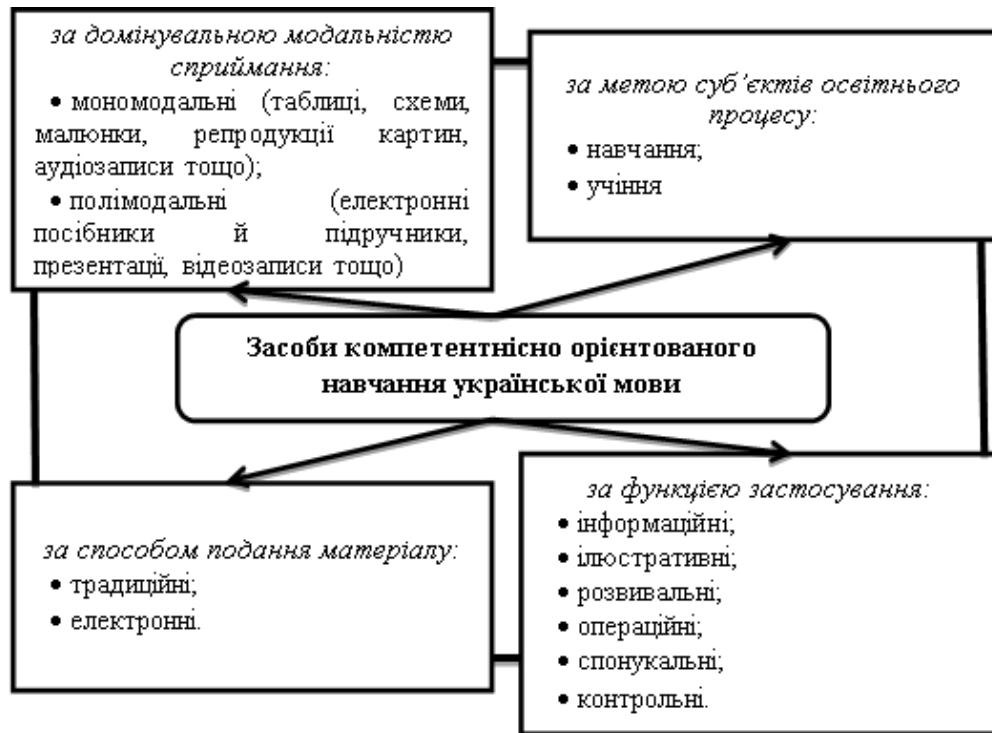 за домінувальною модальністю
сприймання:
• мономодальні (таблиці, схеми,
малюнки, репродукції картин,
аудіозаписи тощо);
• полімодальні (електронні
посібники й підручники,
презентації, відеозаписи тощо)
за метою суб’єктів освітнього
процесу:
• навчання;
• учіння
Засоби компетентнісно орієнтованого
навчання української мови
за способом подання матеріалу:
• традиційні;
• електронні.
за функцією застосування:
• інформаційні;
• ілюстративні;
• розвивальні;
• операційні;
• спонукальні;
• контрольні.